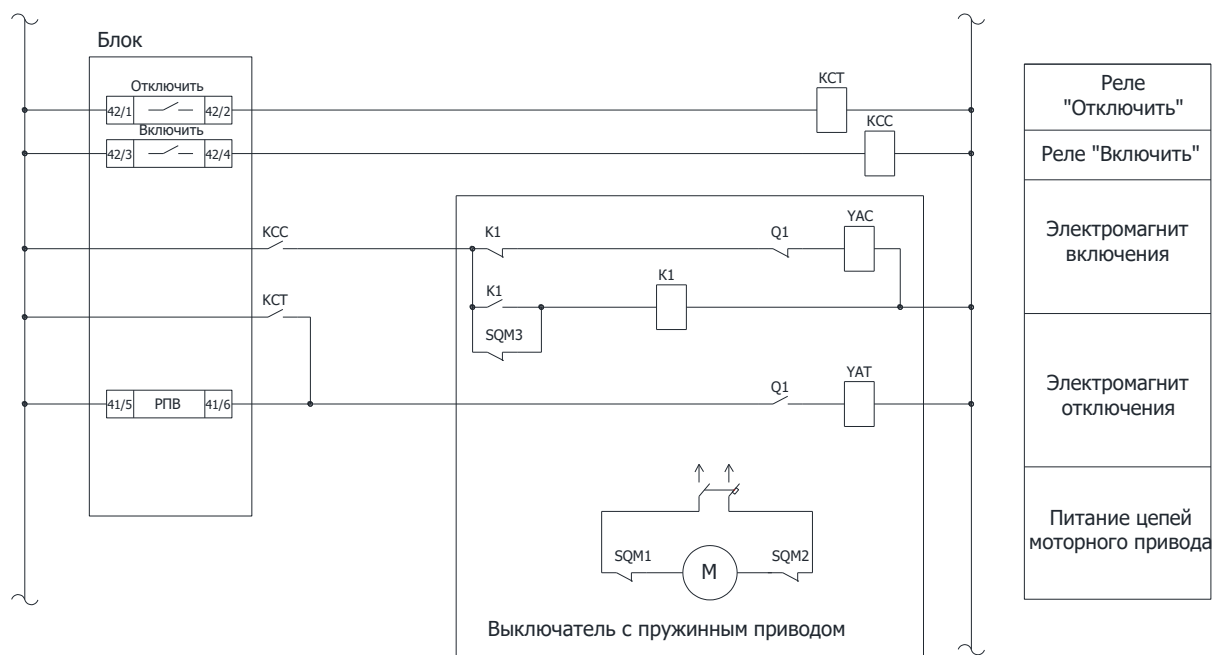 Блок
Отключить
42/1
42/2
KCT
Включить
42/3
42/4
KCC
Реле
"Отключить"
Реле "Включить"
KCC
K1
Q1
YAC
Электромагнит
включения
KCT
K1
K1
SQM3
41/5
РПВ
41/6
Q1
YAT
Электромагнит
отключения
SQM1
M
SQM2
Питание цепей
моторного привода
Выключатель с пружинным приводом